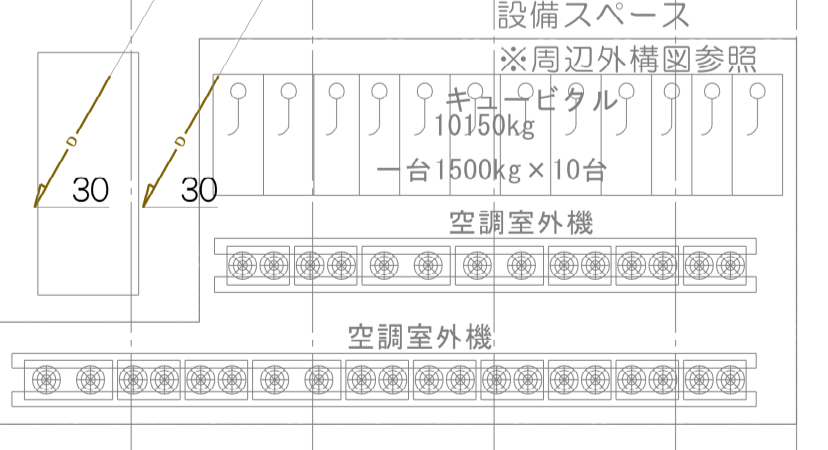 設備スペース
※周辺外構図参照
キュービクル
10150kg
一台1500kg×10台
D
D
30
30
空調室外機
空調室外機